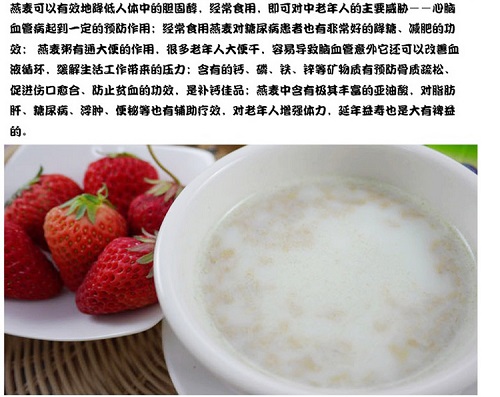 燕麦可以有效地降低人体中的胆固醇，经常食用，即可对中老年人的主要威胁——心脑
血管病起到一定的预防作用；经常食用燕麦对糖尿病患者也有非常好的降糖、减肥的功
效； 燕麦粥有通大便的作用，很多老年人大便干，容易导致脑血管意外它还可以改善血
液循环，缓解生活工作带来的压力；含有的钙、磷、铁、锌等矿物质有预防骨质疏松、
促进伤口愈合、防止贫血的功效，是补钙佳品；燕麦中含有极其丰富的亚油酸，对脂肪
肝、糖尿病、浮肿、便秘等也有辅助疗效，对老年人增强体力，延年益寿也是大有裨益
的。